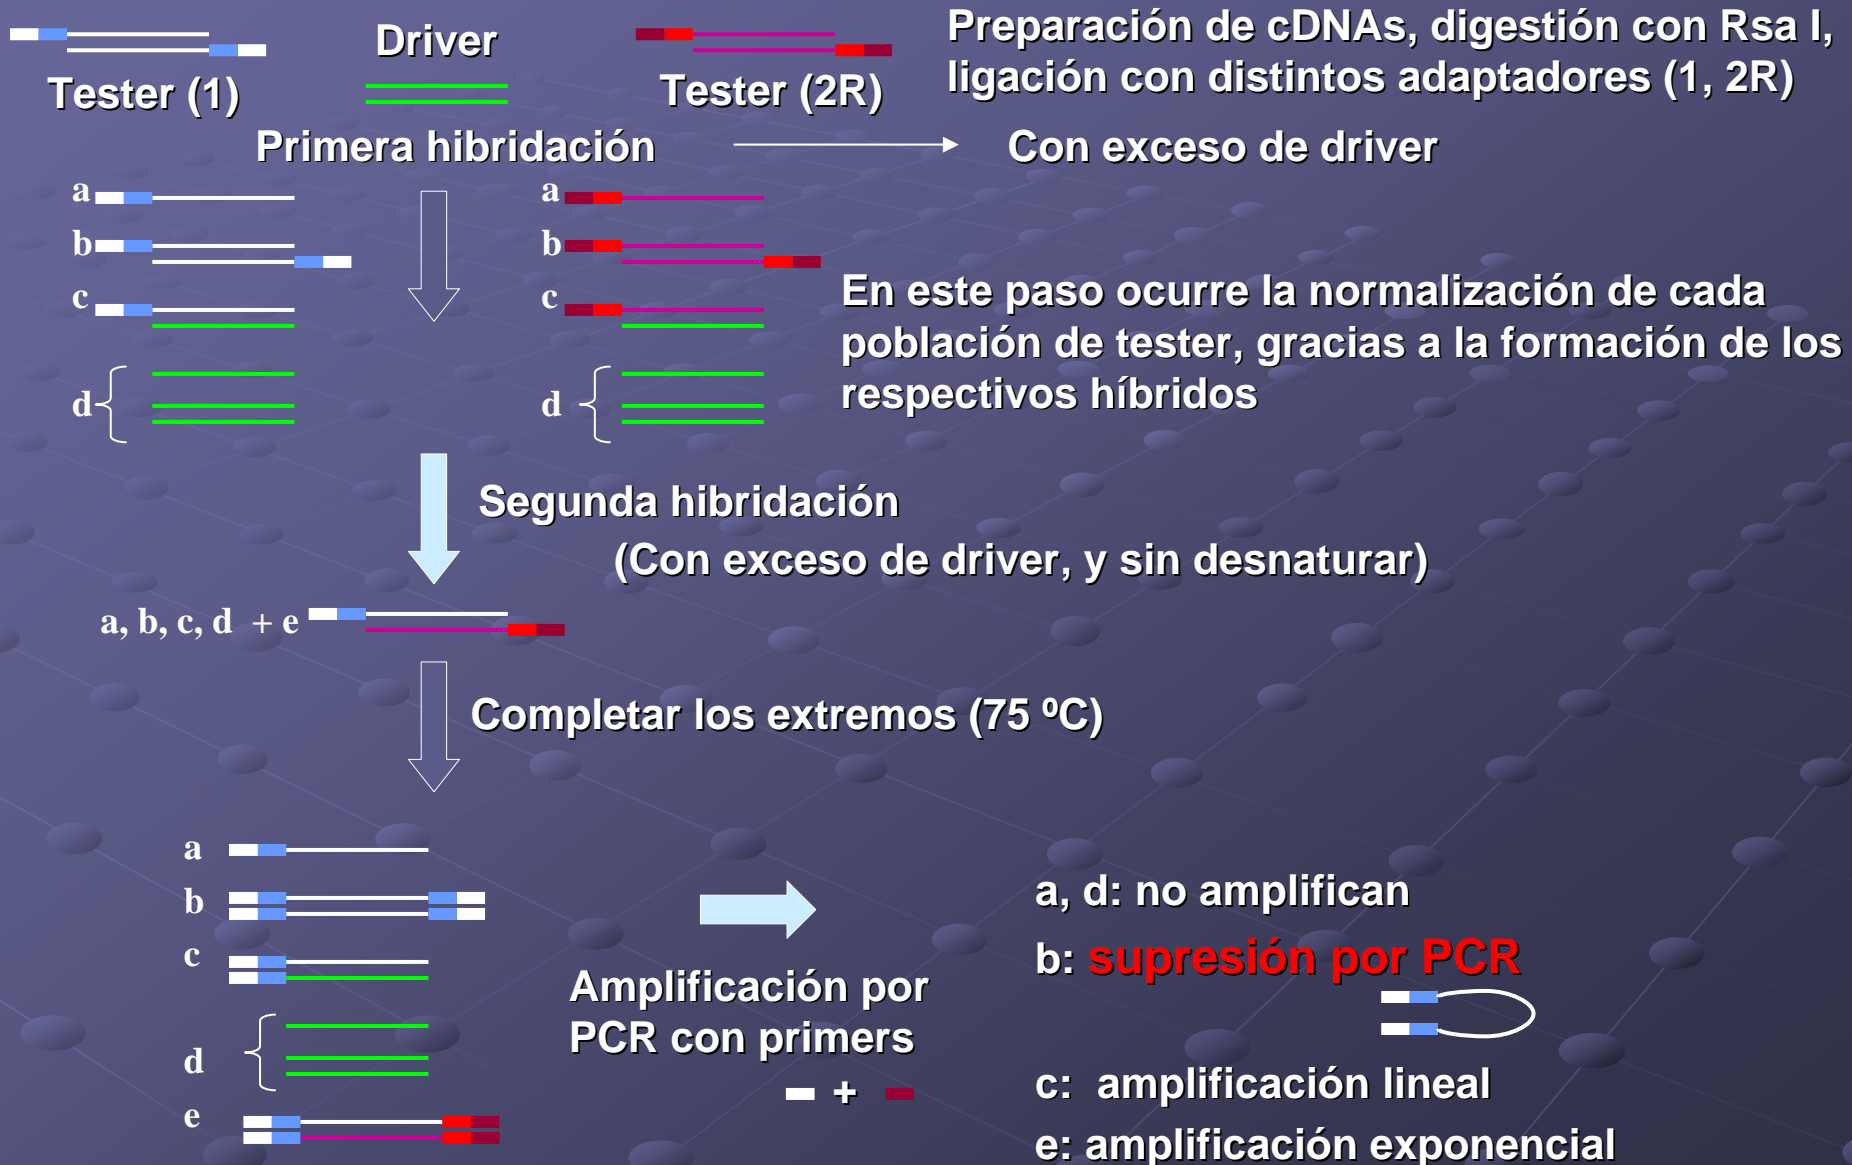 Driver
Tester (1)
Tester (2R)
Preparación de cDNAs, digestión con Rsa I,
ligación con distintos adaptadores (1, 2R)
Primera hibridación
Con exceso de driver
a
b
c
d
a
b
c
d
En este paso ocurre la normalización de cada
población de tester, gracias a la formación de los
respectivos híbridos
Segunda hibridación
(Con exceso de driver, y sin desnaturar)
a, b, c, d + e
Completar los extremos (75 ºC)
a
b
c
d
e
Amplificación por
PCR con primers
+
a, d: no amplifican
b: supresión por PCR
c: amplificación lineal
e: amplificación exponencial